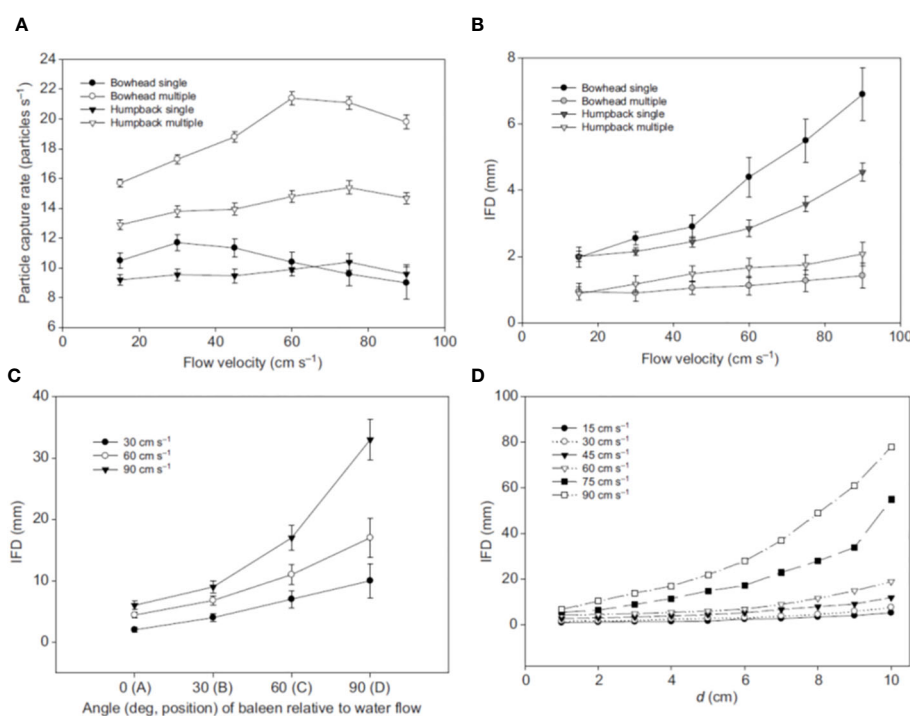 A
24
22
20
18
16
14
12
10
8
6
Particle capture rate (particles s⁻¹)
Bowhead single
Bowhead multiple
Humpback single
Humpback multiple
0 20 40 60 80 100
Flow velocity (cm s⁻¹)
B
8
6
4
2
0
IFD (mm)
Bowhead single
Bowhead multiple
Humpback single
Humpback multiple
0 20 40 60 80 100
Flow velocity (cm s⁻¹)
C
40
30
20
10
0
IFD (mm)
30 cm s⁻¹
60 cm s⁻¹
90 cm s⁻¹
0 (A) 30 (B) 60 (C) 90 (D)
Angle (deg, position) of baleen relative to water flow
D
100
80
60
40
20
0
IFD (mm)
15 cm s⁻¹
30 cm s⁻¹
45 cm s⁻¹
60 cm s⁻¹
75 cm s⁻¹
90 cm s⁻¹
0 2 4 6 8 10
d (cm)